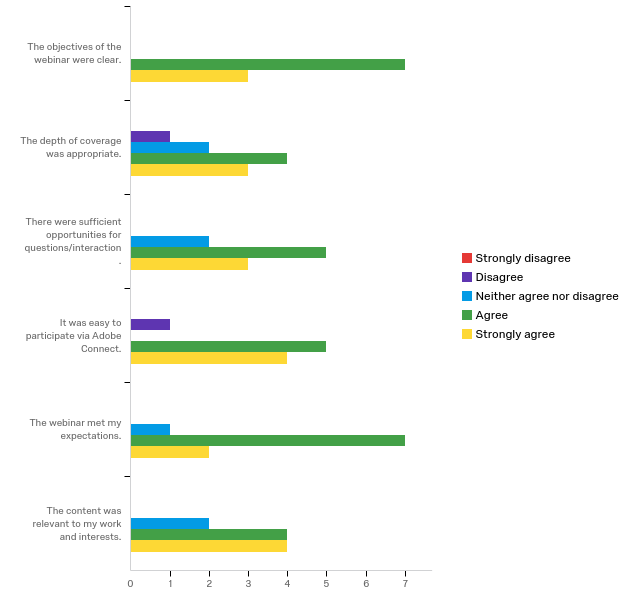 The objectives of the
webinar were clear.
The depth of coverage
was appropriate.
There were sufficient
opportunities for
questions/interaction
.
It was easy to
participate via Adobe
Connect.
The webinar met my
expectations.
The content was
relevant to my work
and interests.
0 1 2 3 4 5 6 7
Strongly disagree
Disagree
Neither agree nor disagree
Agree
Strongly agree